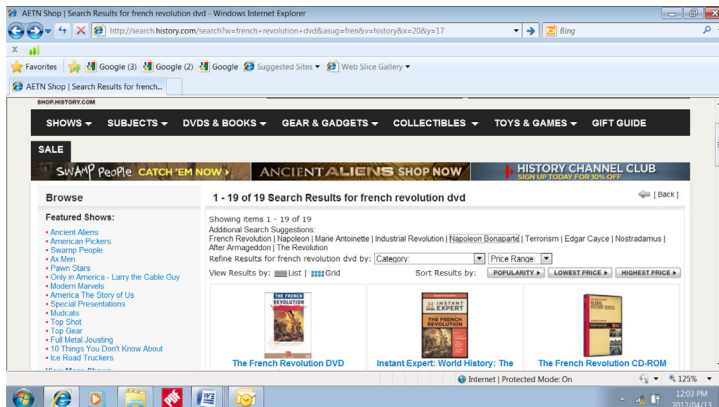 AETN Shop | Search Results for french revolution dvd - Windows Internet Explorer
http://search.history.com/search?w=french+revolution+dvd&asug=fren&v=history&x=20&y=17
Bing
x
Favorites Google (3) Google (2) Google Suggested Sites Web Slice Gallery
AETN Shop | Search Results for french...
SHOP.HISTORY.COM
SHOWS SUBJECTS DVDS & BOOKS GEAR & GADGETS COLLECTIBLES TOYS & GAMES GIFT GUIDE
SALE
SWAMP PEOPLE CATCH 'EM NOW ANCIENT ALIENS SHOP NOW HISTORY CHANNEL CLUB
SIGN UP TODAY FOR 10% OFF
Browse
Featured Shows:
• Ancient Aliens
• American Pickers
• Swamp People
• Ax Men
• Pawn Stars
• Only in America - Larry the Cable Guy
• Modern Marvels
• America The Story of Us
• Special Presentations
• Mudcats
• Top Shot
• Top Gear
• Full Metal Jousting
• 10 Things You Don't Know About
• Ice Road Truckers
1 - 19 of 19 Search Results for french revolution dvd [ Back ]
Showing items 1 - 19 of 19
Additional Search Suggestions:
French Revolution | Napoleon | Marie Antoinette | Industrial Revolution | Napoleon Bonaparte | Terrorism | Edgar Cayce | Nostradamus |
After Armageddon | The Revolution
Refine Results for french revolution dvd by: Category: Price Range:
View Results by: List | Grid Sort Results by: POPULARITY LOWEST PRICE HIGHEST PRICE
THE FRENCH
REVOLUTION
INSTANT
EXPERT
THE FRENCH
REVOLUTION
The French Revolution DVD Instant Expert: World History: The The French Revolution CD-ROM
Internet | Protected Mode: On 125%
12:03 PM
2012/04/13